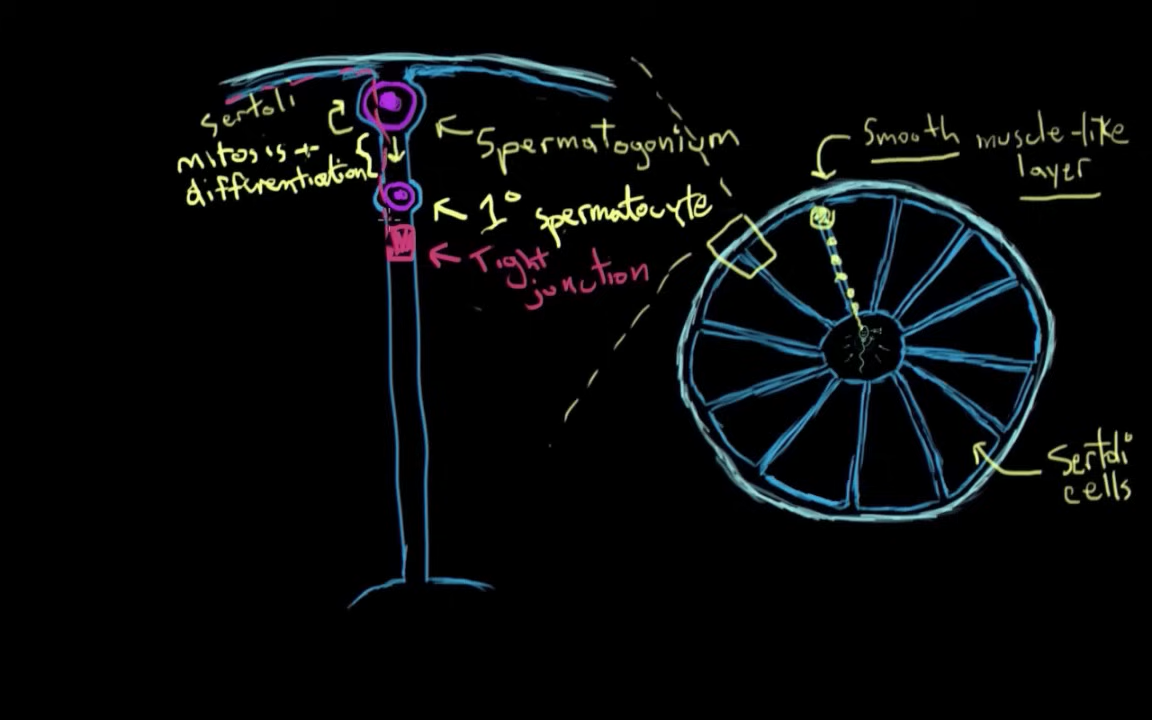 Sertoli
mitosis +
differentiation
Spermatogonium
1° spermatocyte
Tight
junction
Smooth muscle-like
layer
Sertoli
cells